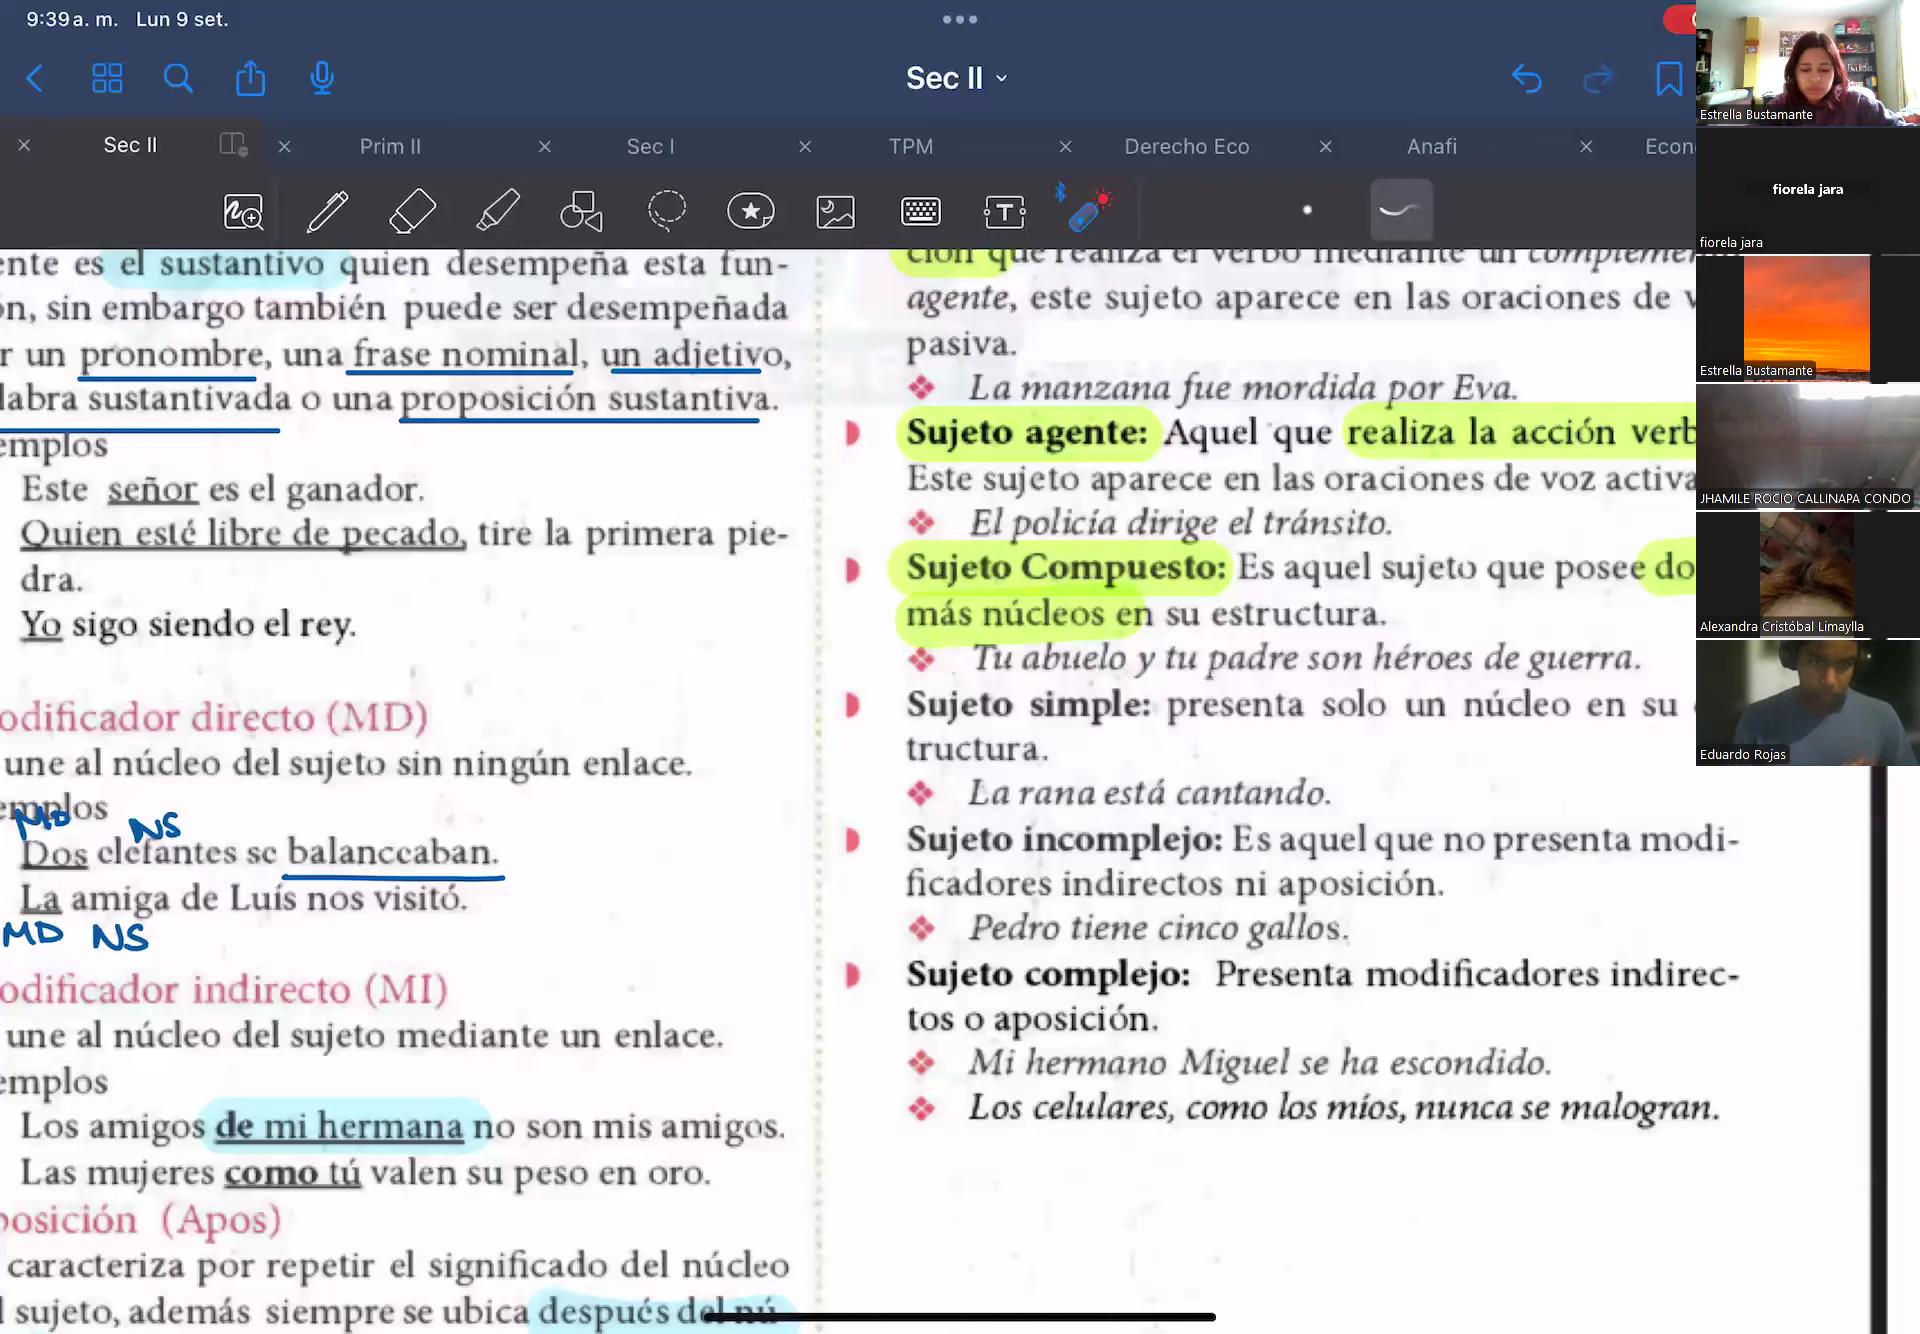 9:39 a. m. Lun 9 set.
Sec II
Sec II
Prim II
Sec I
TPM
Derecho Eco
Anafi
Econ
ente es el sustantivo quien desempeña esta fun-
ón, sin embargo también puede ser desempeñada
r un pronombre, una frase nominal, un adjetivo,
labra sustantivada o una proposición sustantiva.
emplos
Este señor es el ganador.
Quien esté libre de pecado, tire la primera pie-
dra.
Yo sigo siendo el rey.
odificador directo (MD)
une al núcleo del sujeto sin ningún enlace.
emplos
MD NS
Dos elefantes se balanceaban.
La amiga de Luís nos visitó.
MD NS
odificador indirecto (MI)
une al núcleo del sujeto mediante un enlace.
emplos
Los amigos de mi hermana no son mis amigos.
Las mujeres como tú valen su peso en oro.
posición (Apos)
caracteriza por repetir el significado del núcleo
l sujeto, además siempre se ubica después del nú-
ción que realiza el verbo mediante un complemen
agente, este sujeto aparece en las oraciones de v
pasiva.
La manzana fue mordida por Eva.
Sujeto agente: Aquel que realiza la acción verb
Este sujeto aparece en las oraciones de voz activa
El policía dirige el tránsito.
Sujeto Compuesto: Es aquel sujeto que posee do
más núcleos en su estructura.
Tu abuelo y tu padre son héroes de guerra.
Sujeto simple: presenta solo un núcleo en su
tructura.
La rana está cantando.
Sujeto incomplejo: Es aquel que no presenta modi-
ficadores indirectos ni aposición.
Pedro tiene cinco gallos.
Sujeto complejo: Presenta modificadores indirec-
tos o aposición.
Mi hermano Miguel se ha escondido.
Los celulares, como los míos, nunca se malogran.
Estrella Bustamante
fiorela jara
fiorela jara
Estrella Bustamante
JHAMILE ROCIO CALLINAPA CONDO
Alexandra Cristóbal Limaylla
Eduardo Rojas